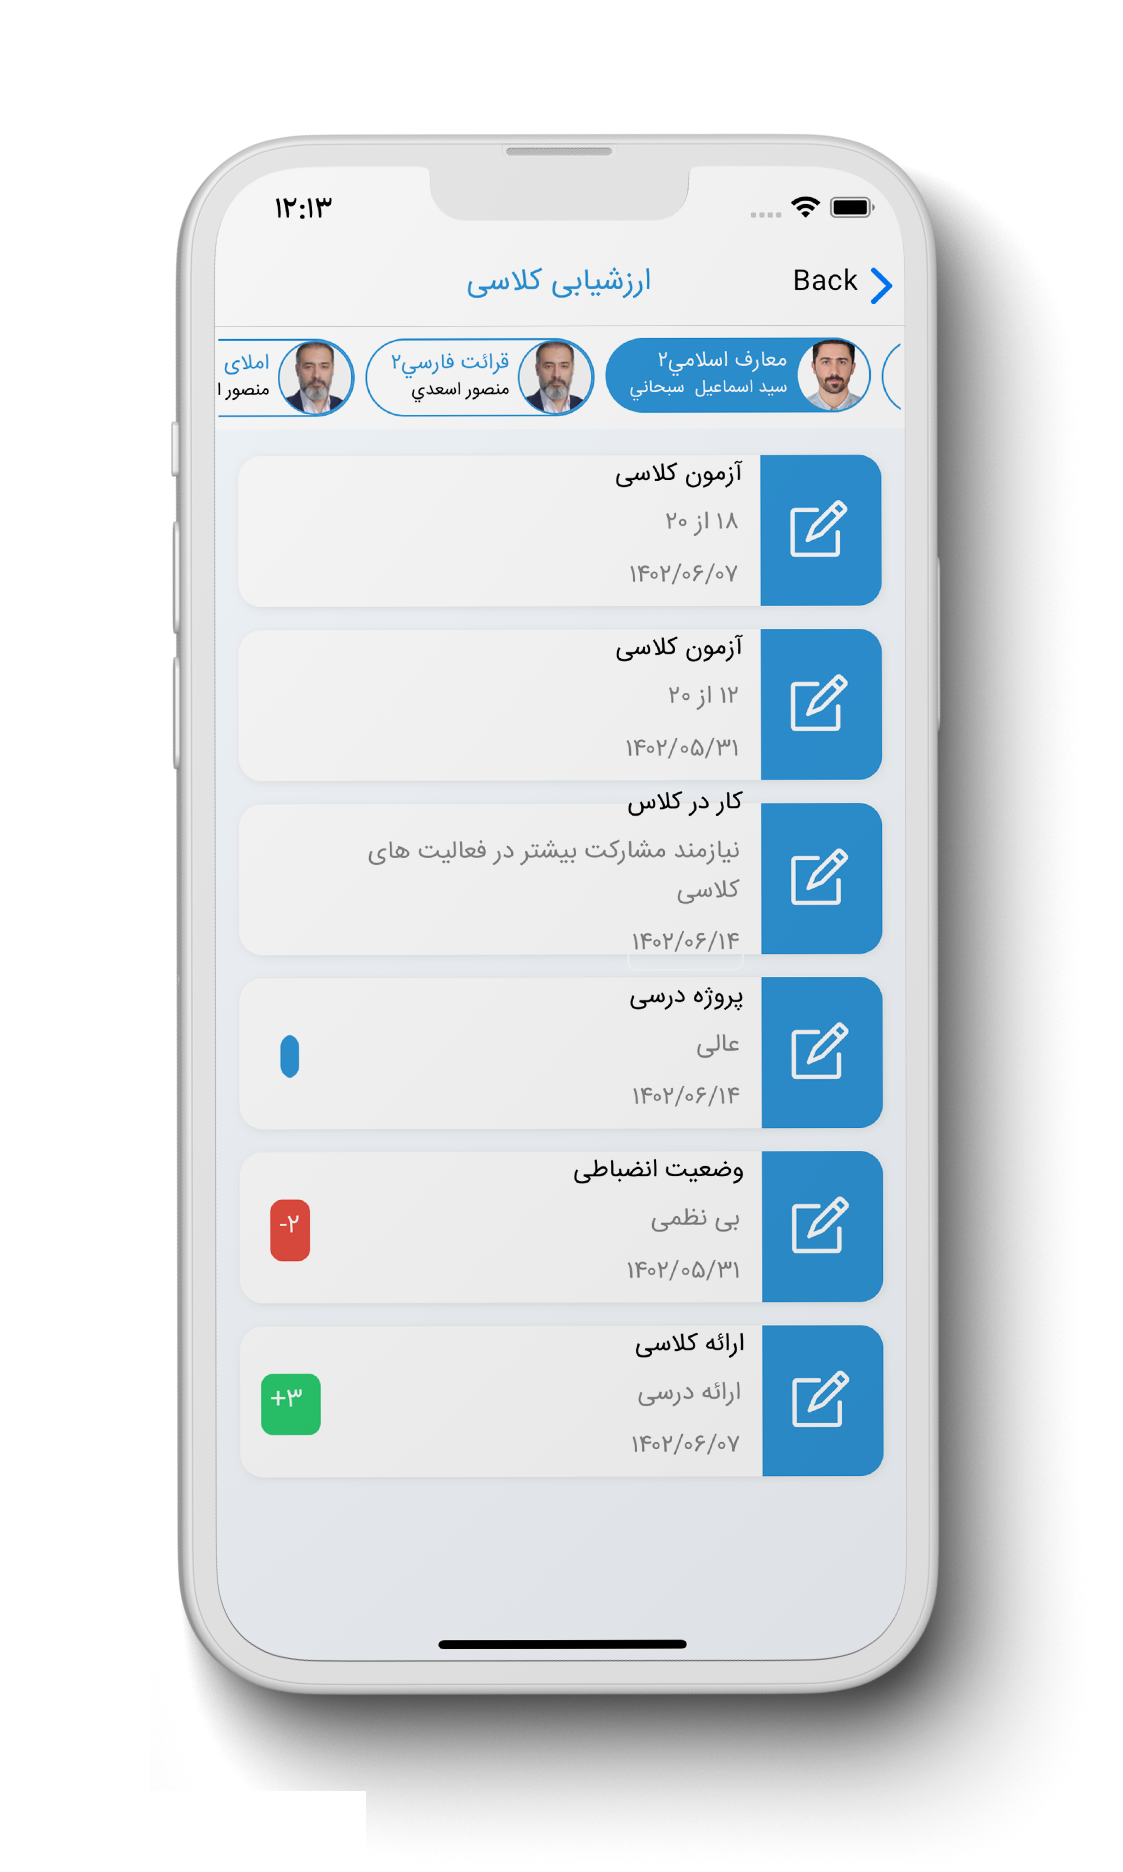 ۱۲:۱۳
Back
ارزشیابی کلاسی
معارف اسلامي۲
سید اسماعیل سبحاني
قرائت فارسي۲
منصور اسعدي
املای
منصور ا
آزمون کلاسی
۱۸ از ۲۰
۱۴۰۲/۰۶/۰۷
آزمون کلاسی
۱۲ از ۲۰
۱۴۰۲/۰۵/۳۱
کار در کلاس
نیازمند مشارکت بیشتر در فعالیت های
کلاسی
۱۴۰۲/۰۶/۱۴
پروژه درسی
عالی
۱۴۰۲/۰۶/۱۴
وضعیت انضباطی
بی نظمی
-۲
۱۴۰۲/۰۵/۳۱
ارائه کلاسی
ارائه درسی
+۳
۱۴۰۲/۰۶/۰۷